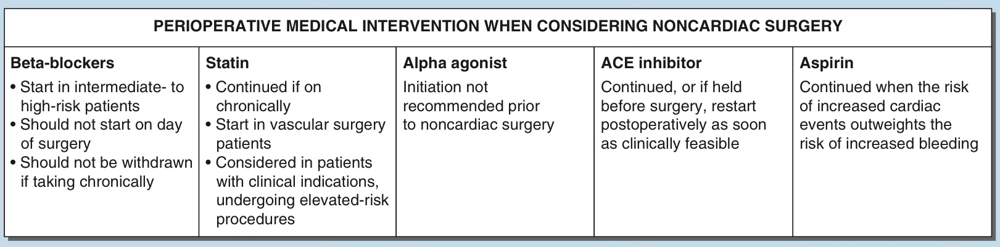 PERIOPERATIVE MEDICAL INTERVENTION WHEN CONSIDERING NONCARDIAC SURGERY
Beta-blockers
• Start in intermediate- to
high-risk patients
• Should not start on day
of surgery
• Should not be withdrawn
if taking chronically
Statin
• Continued if on
chronically
• Start in vascular surgery
patients
• Considered in patients
with clinical indications,
undergoing elevated-risk
procedures
Alpha agonist
Initiation not
recommended prior
to noncardiac surgery
ACE inhibitor
Continued, or if held
before surgery, restart
postoperatively as soon
as clinically feasible
Aspirin
Continued when the risk
of increased cardiac
events outweights the
risk of increased bleeding